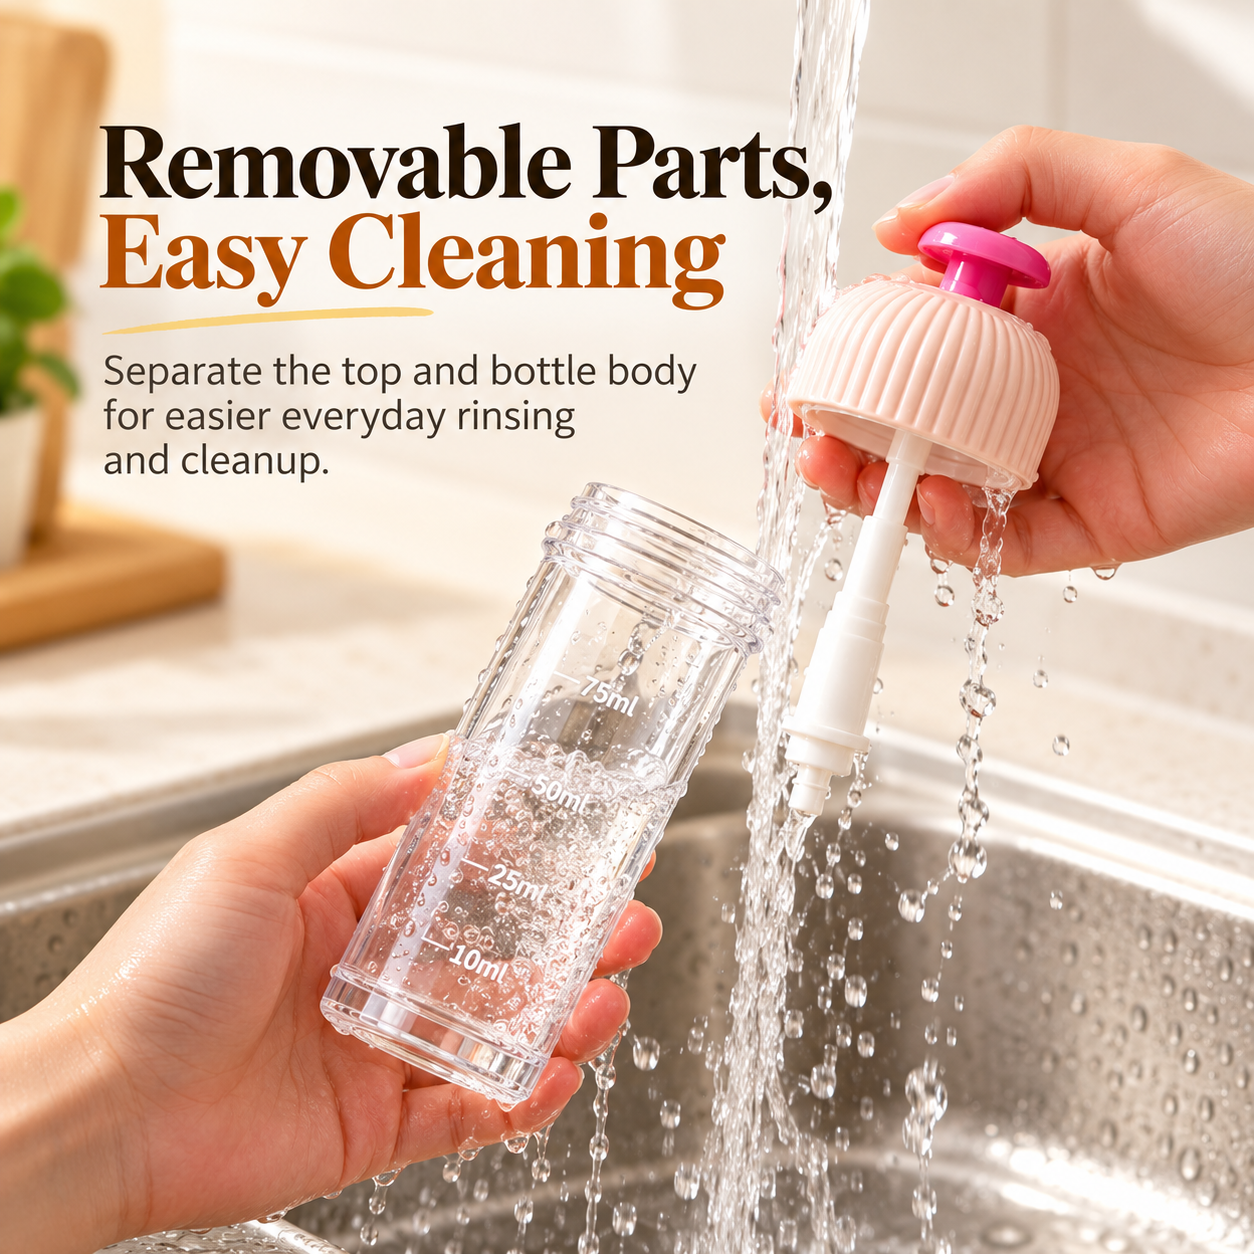 Removable Parts,
Easy Cleaning
Separate the top and bottle body
for easier everyday rinsing
and cleanup.
75ml
50ml
25ml
10ml